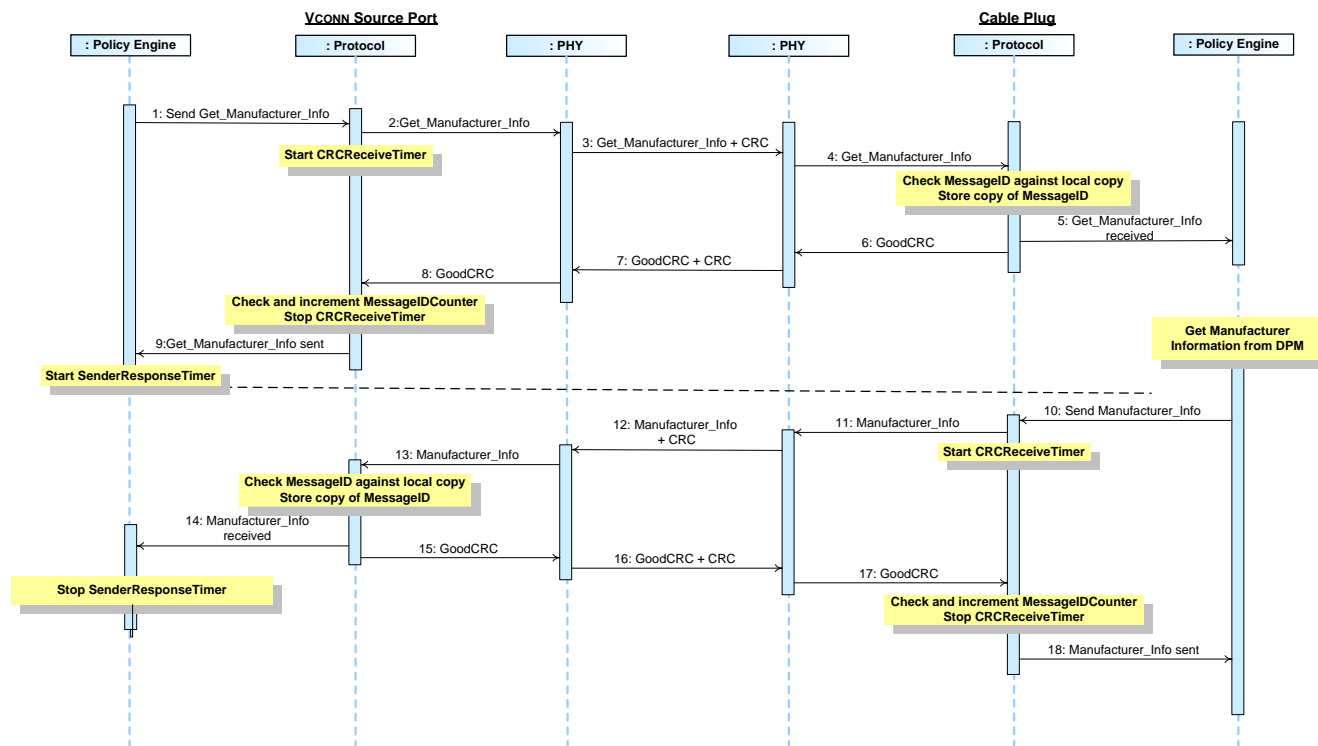 VCONN Source Port
Cable Plug
: Policy Engine
: Protocol
: PHY
: PHY
: Protocol
: Policy Engine
1: Send Get_Manufacturer_Info
2:Get_Manufacturer_Info
Start CRCReceiveTimer
3: Get_Manufacturer_Info + CRC
4: Get_Manufacturer_Info
Check MessageID against local copy
Store copy of MessageID
5: Get_Manufacturer_Info
received
6: GoodCRC
7: GoodCRC + CRC
8: GoodCRC
Check and increment MessageIDCounter
Stop CRCReceiveTimer
9:Get_Manufacturer_Info sent
Start SenderResponseTimer
Get Manufacturer
Information from DPM
10: Send Manufacturer_Info
11: Manufacturer_Info
Start CRCReceiveTimer
12: Manufacturer_Info
+ CRC
13: Manufacturer_Info
Check MessageID against local copy
Store copy of MessageID
14: Manufacturer_Info
received
15: GoodCRC
16: GoodCRC + CRC
17: GoodCRC
Stop SenderResponseTimer
Check and increment MessageIDCounter
Stop CRCReceiveTimer
18: Manufacturer_Info sent